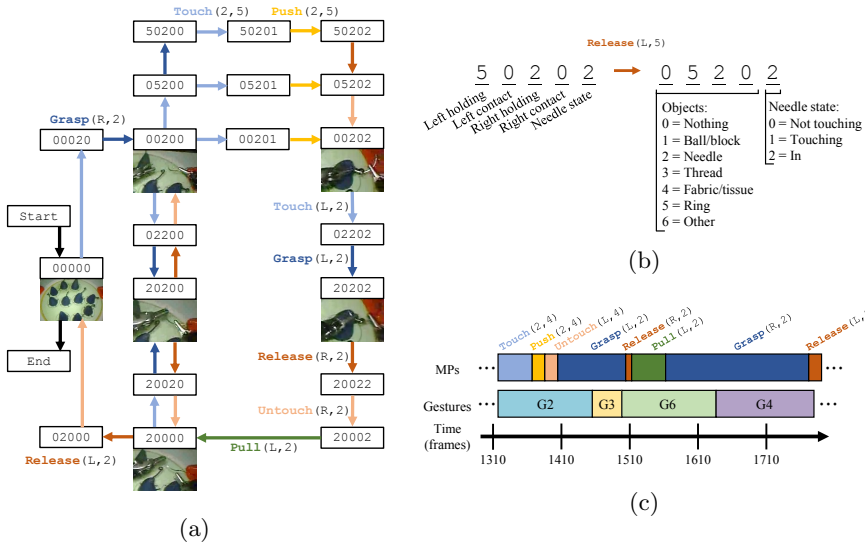 Touch(2,5) Push(2,5)
50200 50201 50202
05200 05201 05202
Grasp(R,2)
00020 00200 00201 00202
Start
Touch(L,2)
02200 02202
00000
Grasp(L,2)
20200 20202
End
Release(R,2)
20020 20022
Untouch(R,2)
02000 20000 20002
Release(L,2) Pull(L,2)
(a)
Release(L,5)
5 0 2 0 2 0 5 2 0 2
Left holding
Left contact
Right holding
Right contact
Needle state
Objects:
0 = Nothing
1 = Ball/block
2 = Needle
3 = Thread
4 = Fabric/tissue
5 = Ring
6 = Other
Needle state:
0 = Not touching
1 = Touching
2 = In
(b)
Touch(2,4)
Push(2,4)
Untouch(L,4)
Grasp(L,2)
Release(R,2)
Pull(L,2)
Grasp(R,2)
Release(L,
MPs ... ...
Gestures ... G2 G3 G6 G4 ...
Time
(frames)
1310 1410 1510 1610 1710
(c)